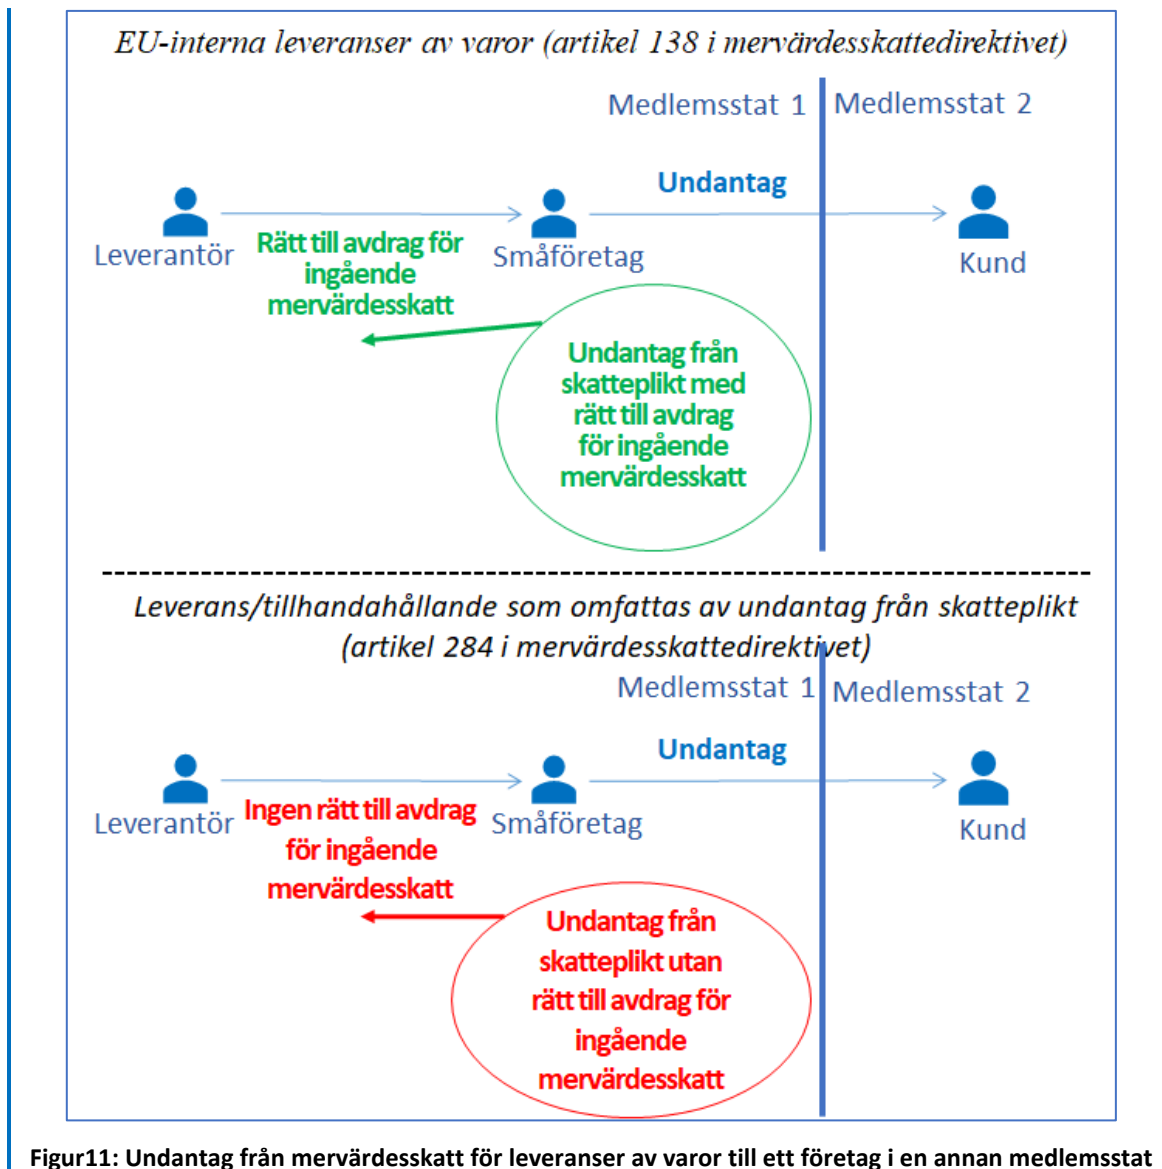 EU-interna leveranser av varor (artikel 138 i mervärdesskattedirektivet)
Medlemsstat 1
Medlemsstat 2
Undantag
Leverantör
Rätt till avdrag för
ingående
mervärdesskatt
Småföretag
Kund
Undantag från
skatteplikt med
rätt till avdrag
för ingående
mervärdesskatt
Leverans/tillhandahållande som omfattas av undantag från skatteplikt
(artikel 284 i mervärdesskattedirektivet)
Medlemsstat 1
Medlemsstat 2
Undantag
Leverantör
Ingen rätt till avdrag
för ingående
mervärdesskatt
Småföretag
Kund
Undantag från
skatteplikt utan
rätt till avdrag för
ingående
mervärdesskatt
Figur11: Undantag från mervärdesskatt för leveranser av varor till ett företag i en annan medlemsstat